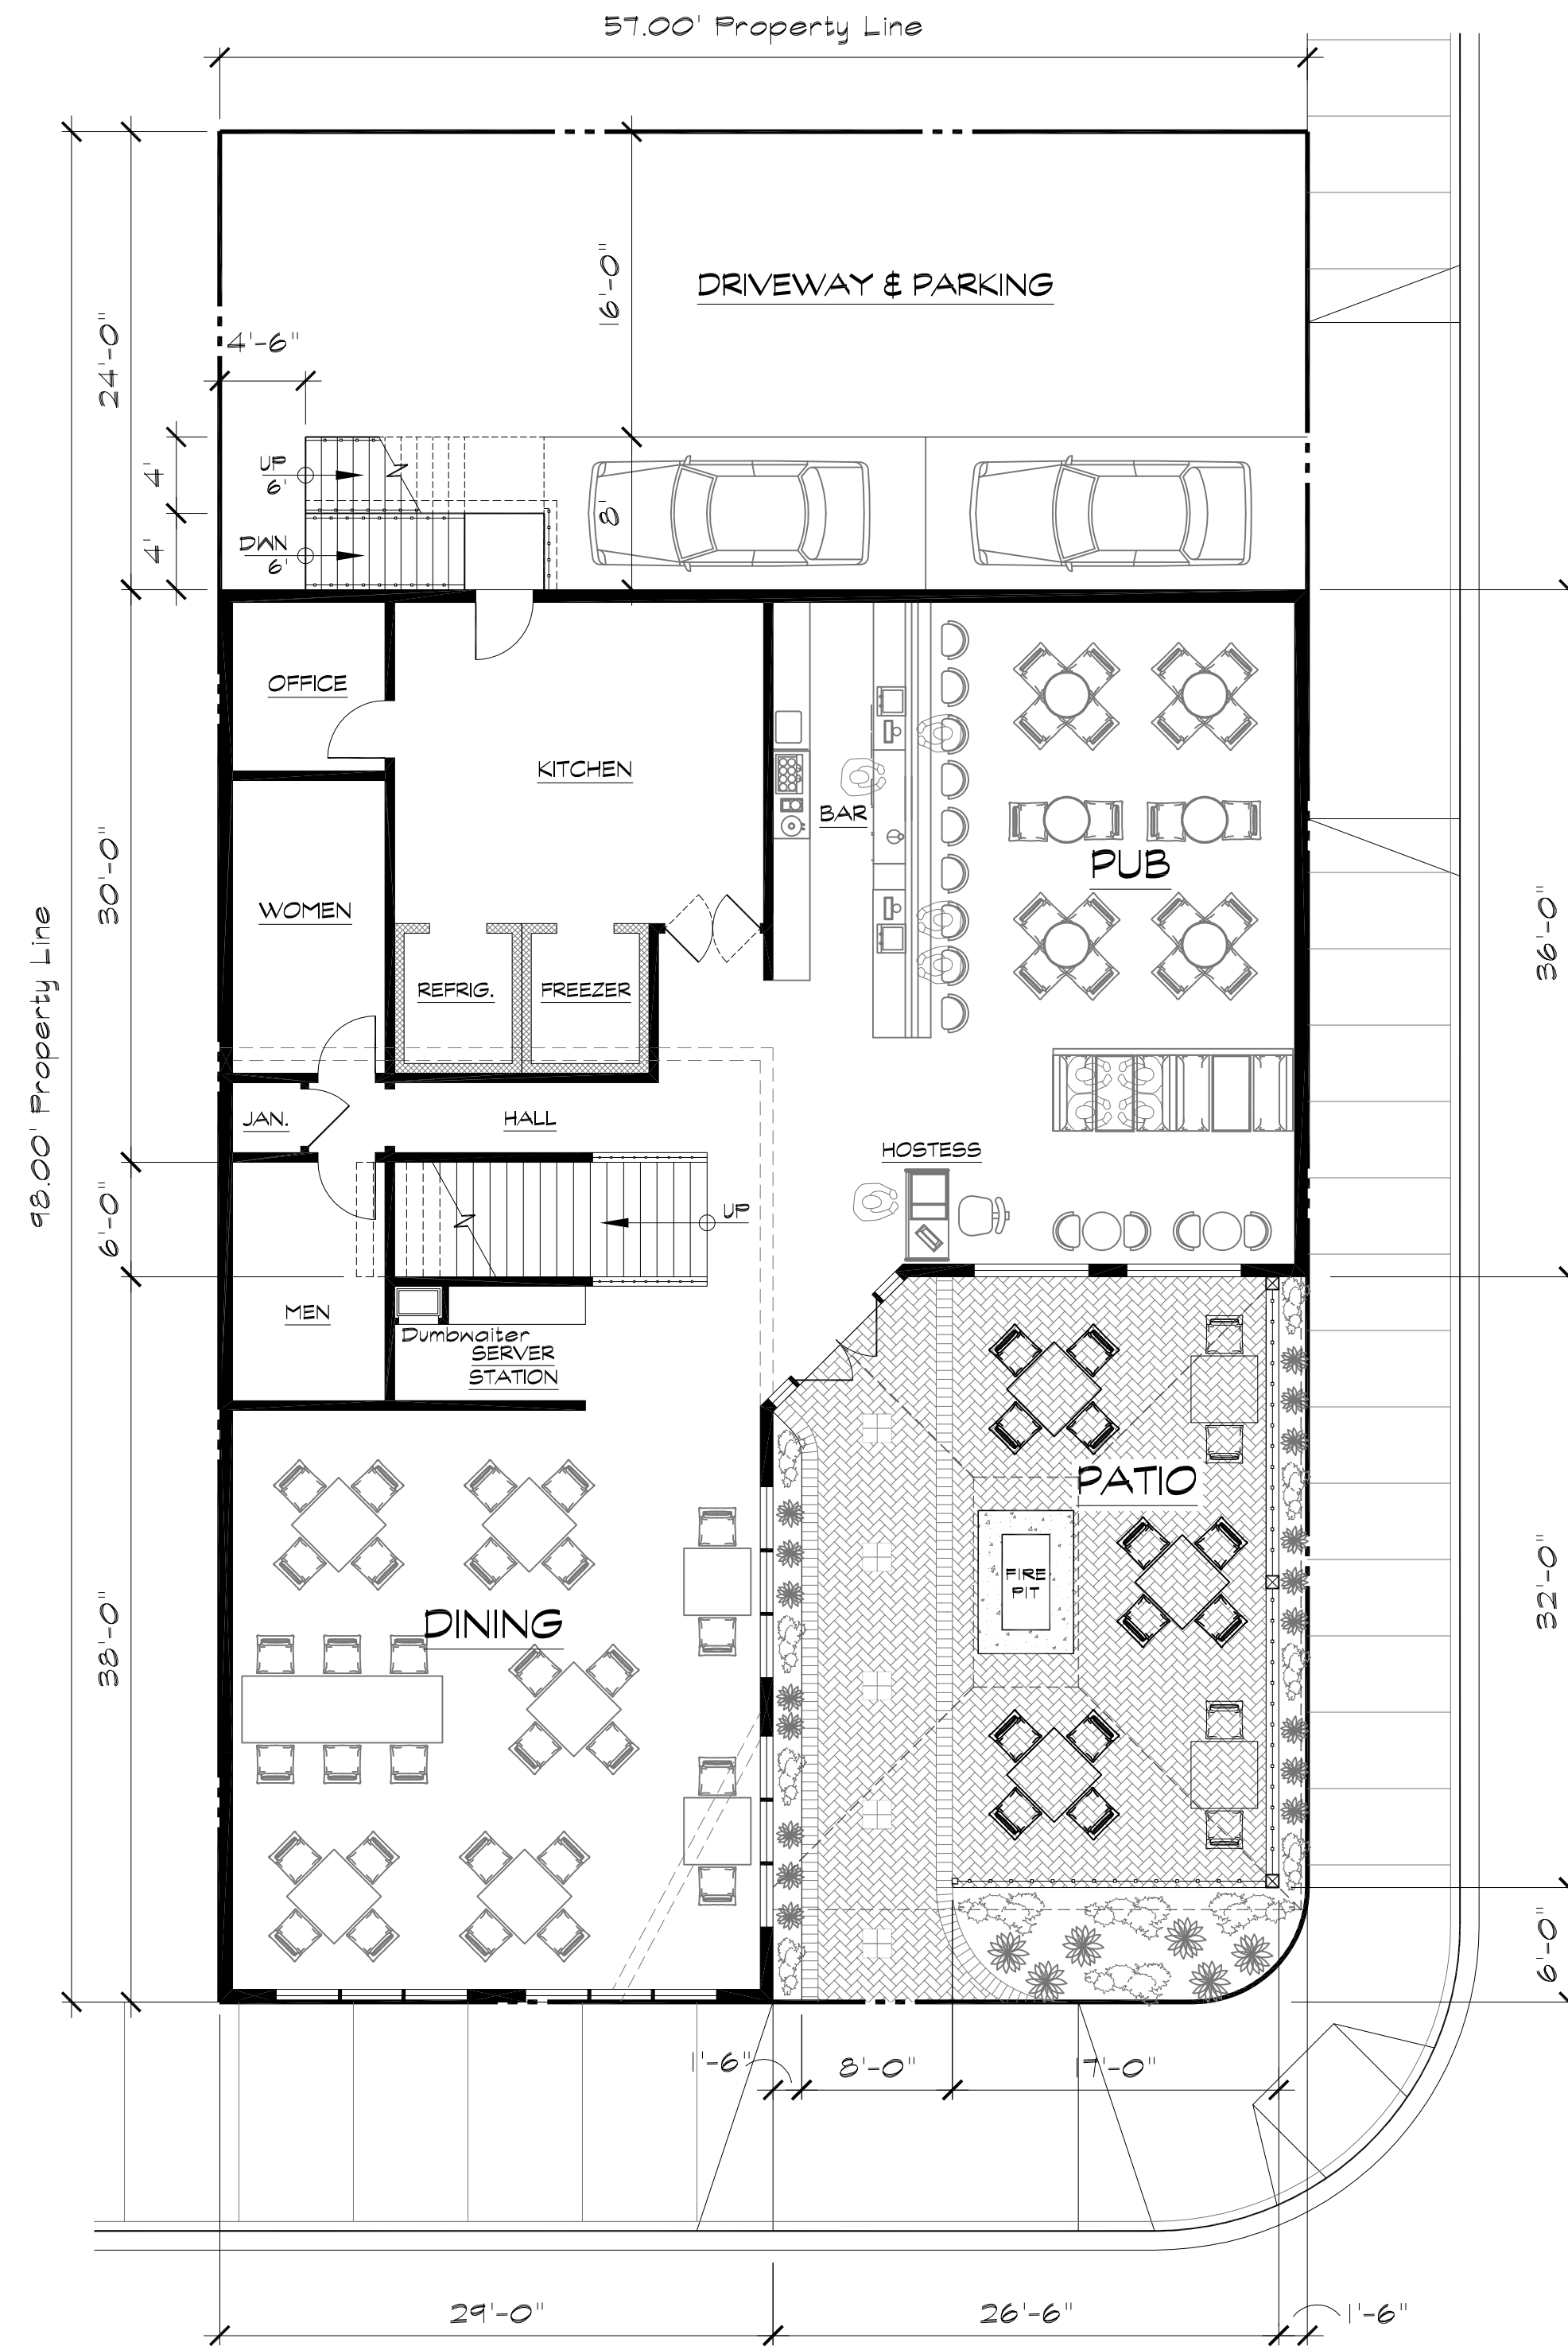 57.00' Property Line
DRIVEWAY & PARKING
16'-0"
24'-0"
4'-6"
4'
4'
UP
6'
DWN
6'
8'
OFFICE
KITCHEN
BAR
PUB
30'-0"
WOMEN
36'-0"
98.00' Property Line
REFRIG.
FREEZER
JAN.
HALL
HOSTESS
6'-0"
UP
MEN
Dumbwaiter
SERVER
STATION
PATIO
FIRE
PIT
32'-0"
38'-0"
DINING
6'-0"
1'-6"
8'-0"
17'-0"
29'-0"
26'-6"
1'-6"